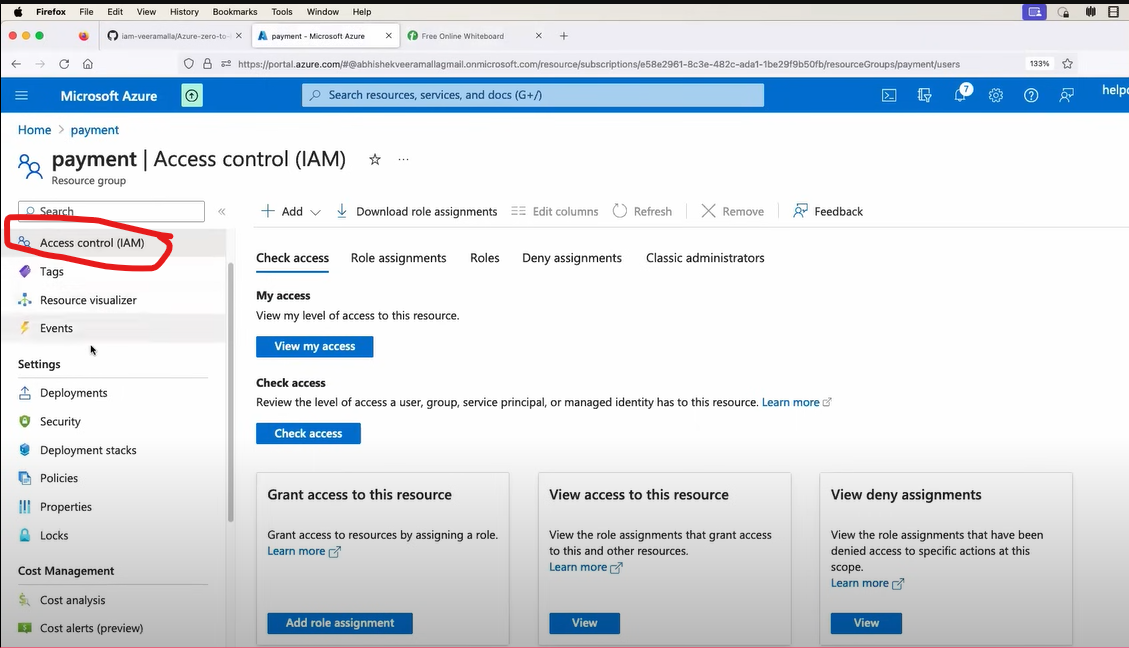 Firefox File Edit View History Bookmarks Tools Window Help
iam-veeramalla/Azure-zero-to-
payment - Microsoft Azure
Free Online Whiteboard
https://portal.azure.com/#@abhishekveeramallagmail.onmicrosoft.com/resource/subscriptions/e58e2961-8c3e-482c-ada1-1be29f9b50fb/resourceGroups/payment/users
133%
Microsoft Azure
Search resources, services, and docs (G+/)
7
helpd
Home > payment
payment | Access control (IAM)
Resource group
Search
«
Add
Download role assignments
Edit columns
Refresh
Remove
Feedback
Access control (IAM)
Tags
Resource visualizer
Events
Settings
Deployments
Security
Deployment stacks
Policies
Properties
Locks
Cost Management
Cost analysis
Cost alerts (preview)
Check access Role assignments Roles Deny assignments Classic administrators
My access
View my level of access to this resource.
View my access
Check access
Review the level of access a user, group, service principal, or managed identity has to this resource. Learn more
Check access
Grant access to this resource
Grant access to resources by assigning a role.
Learn more
Add role assignment
View access to this resource
View the role assignments that grant access
to this and other resources.
Learn more
View
View deny assignments
View the role assignments that have been
denied access to specific actions at this
scope.
Learn more
View